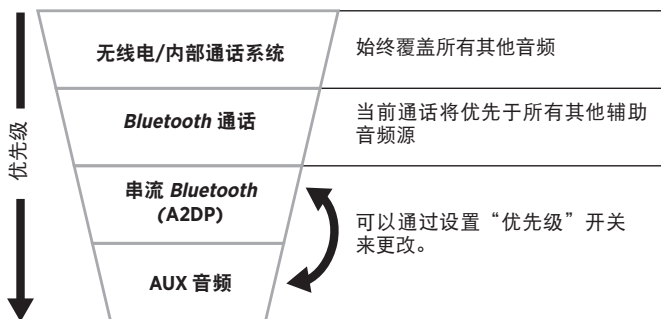 无线电/内部通话系统
始终覆盖所有其他音频
Bluetooth 通话
当前通话将优先于所有其他辅助
音频源
优先级
串流 Bluetooth
(A2DP)
可以通过设置“优先级”开关
来更改。
AUX 音频